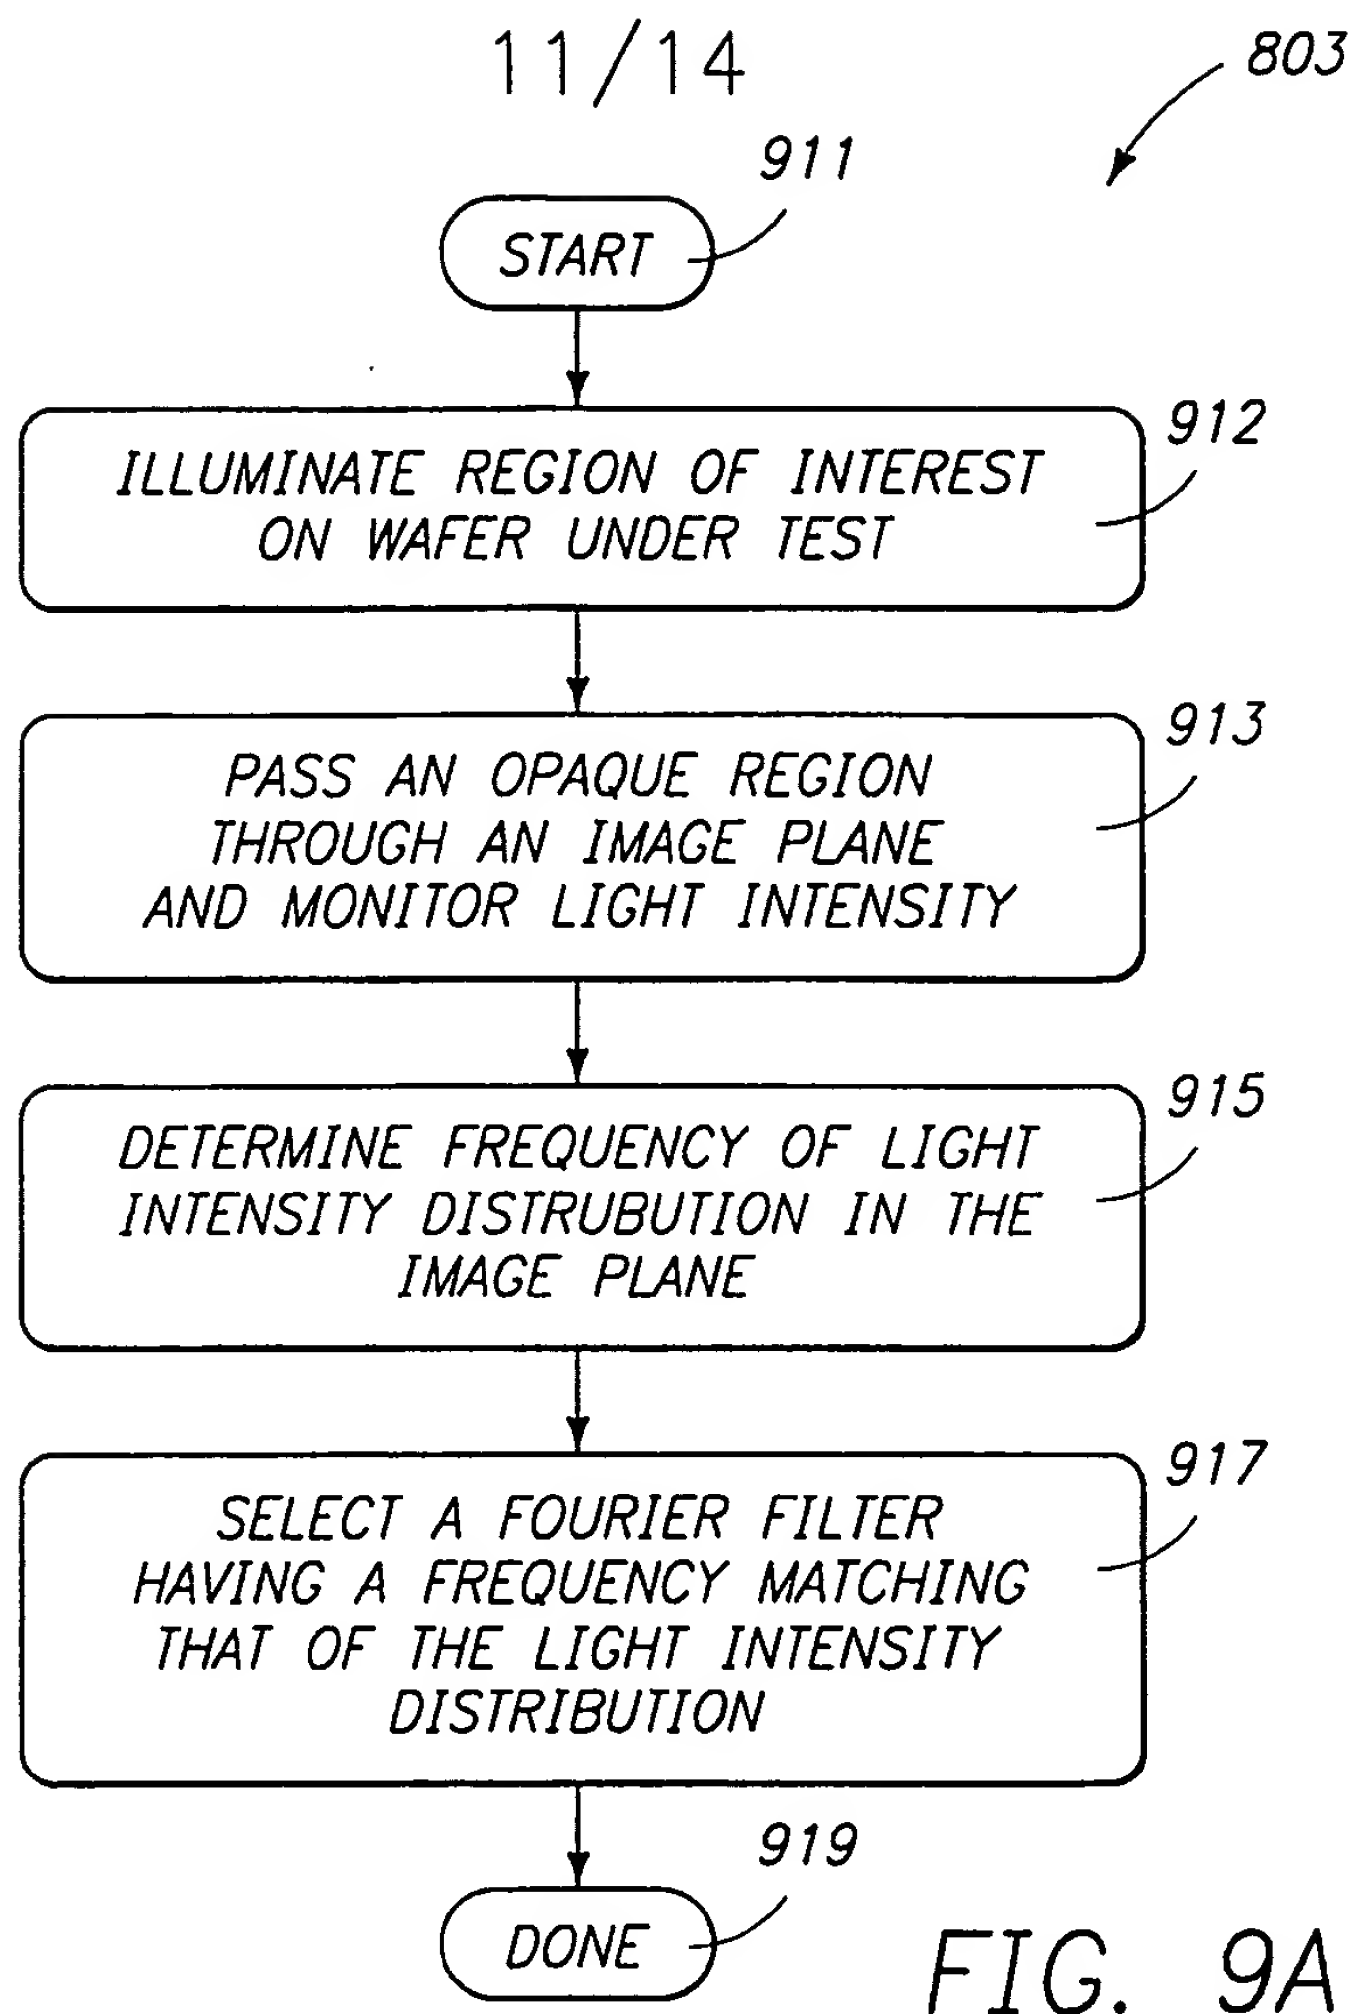 11/14
803
911
START
912
ILLUMINATE REGION OF INTEREST
ON WAFER UNDER TEST
913
PASS AN OPAQUE REGION
THROUGH AN IMAGE PLANE
AND MONITOR LIGHT INTENSITY
915
DETERMINE FREQUENCY OF LIGHT
INTENSITY DISTRUBUTION IN THE
IMAGE PLANE
917
SELECT A FOURIER FILTER
HAVING A FREQUENCY MATCHING
THAT OF THE LIGHT INTENSITY
DISTRIBUTION
919
DONE
FIG. 9A